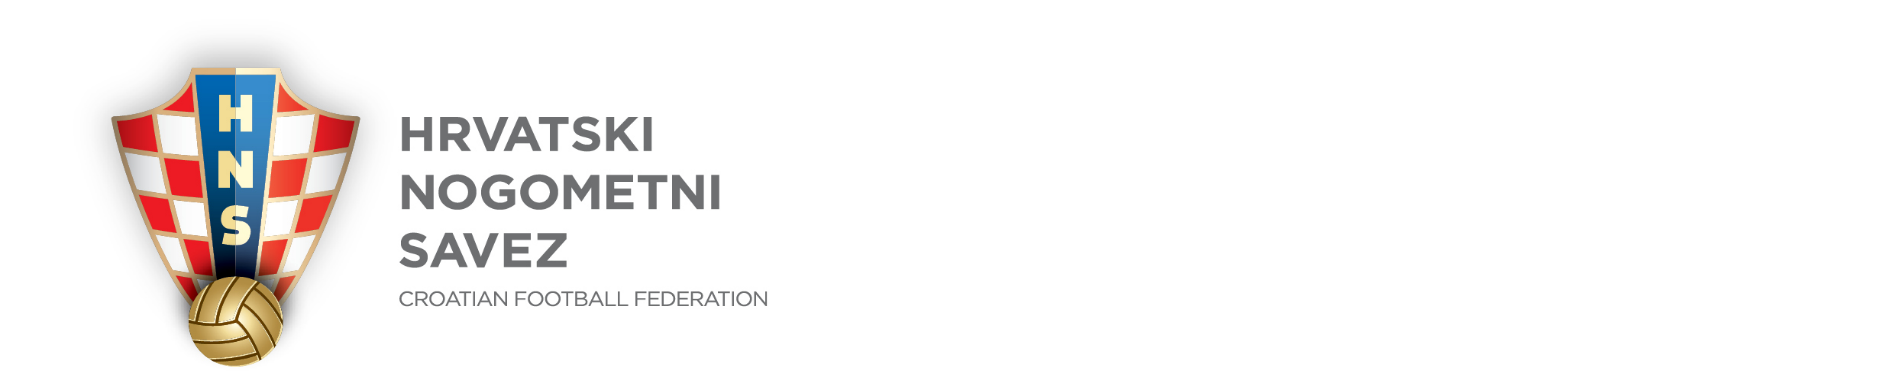 HNS
HRVATSKI
NOGOMETNI
SAVEZ
CROATIAN FOOTBALL FEDERATION